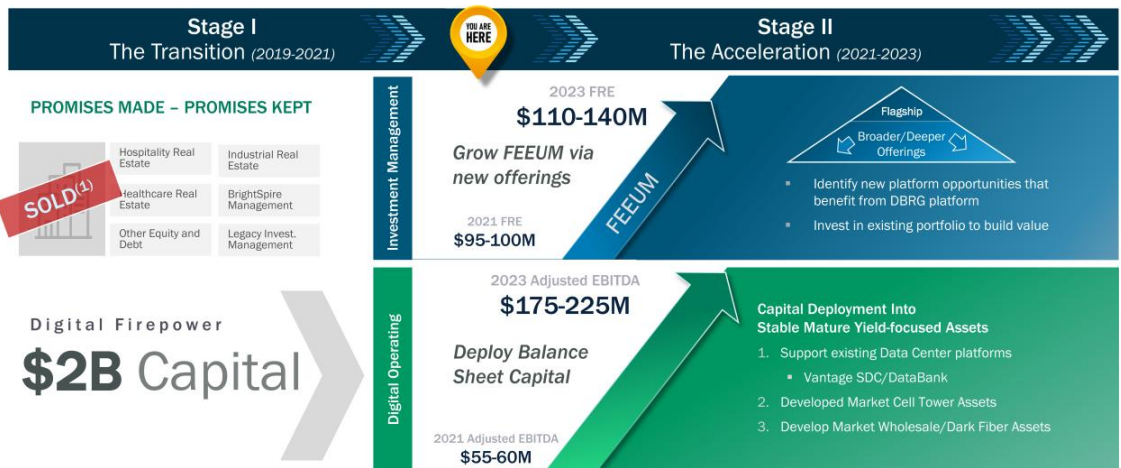 Stage I
The Transition (2019-2021)
YOU ARE
HERE
Stage II
The Acceleration (2021-2023)
PROMISES MADE – PROMISES KEPT
SOLD(1)
Hospitality Real
Estate
Industrial Real
Estate
Healthcare Real
Estate
BrightSpire
Management
Other Equity and
Debt
Legacy Invest.
Management
Digital Firepower
$2B Capital
Investment Management
2023 FRE
$110-140M
Grow FEEUM via
new offerings
2021 FRE
$95-100M
FEEUM
Flagship
Broader/Deeper
Offerings
▪ Identify new platform opportunities that
benefit from DBRG platform
▪ Invest in existing portfolio to build value
Digital Operating
2023 Adjusted EBITDA
$175-225M
Deploy Balance
Sheet Capital
2021 Adjusted EBITDA
$55-60M
Capital Deployment Into
Stable Mature Yield-focused Assets
1. Support existing Data Center platforms
▪ Vantage SDC/DataBank
2. Developed Market Cell Tower Assets
3. Develop Market Wholesale/Dark Fiber Assets